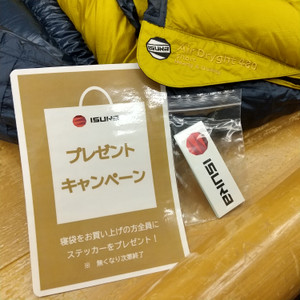 ISUKA
プレゼント
キャンペーン
寝袋をお買い上げの方全員に
ステッカーをプレゼント！
※ 無くなり次第終了
ISUKA
ISUKA